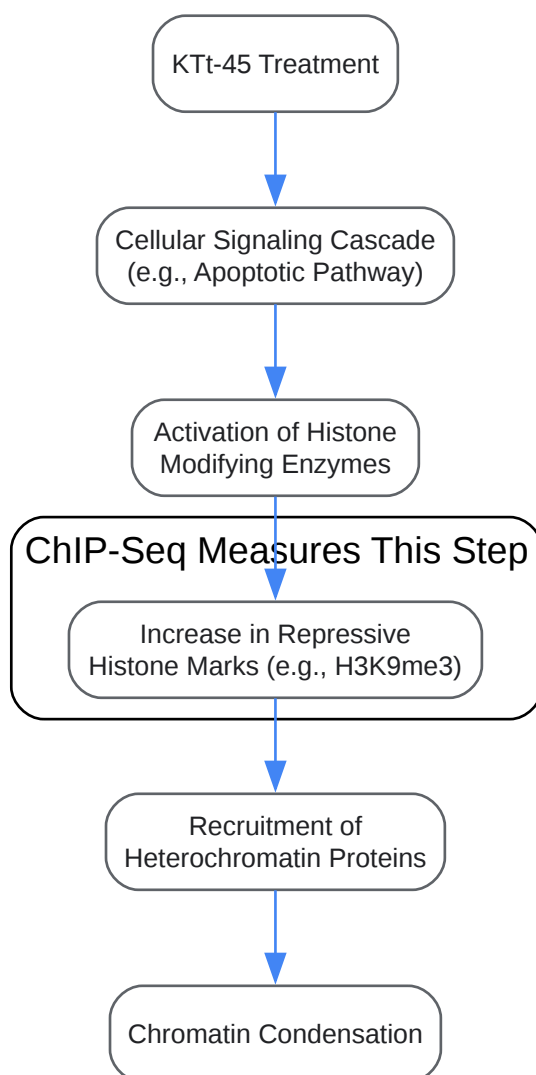 KTt-45 Treatment
Cellular Signaling Cascade
(e.g., Apoptotic Pathway)
Activation of Histone
Modifying Enzymes
ChIP-Seq Measures This Step
Increase in Repressive
Histone Marks (e.g., H3K9me3)
Recruitment of
Heterochromatin Proteins
Chromatin Condensation